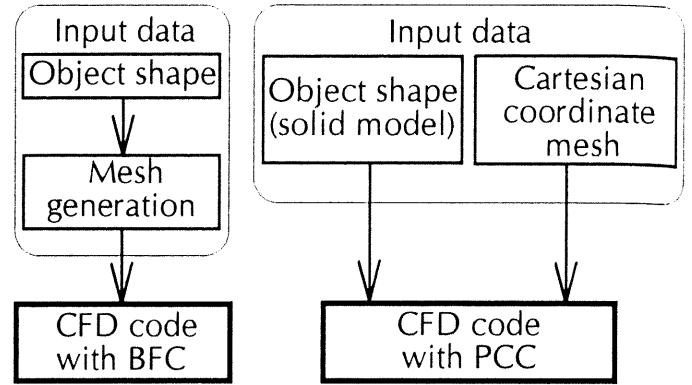 Input data
Object shape
Mesh
generation
CFD code
with BFC
Input data
Object shape
(solid model)
Cartesian
coordinate
mesh
CFD code
with PCC